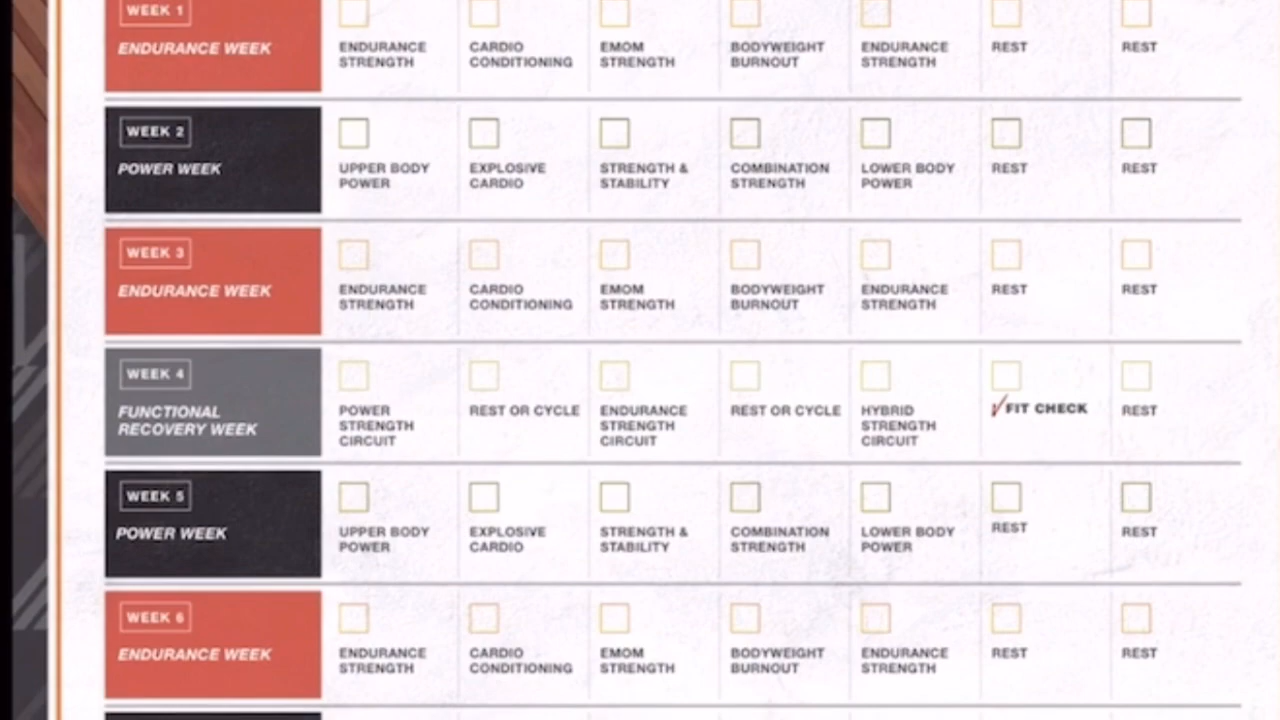 WEEK 1
ENDURANCE WEEK
ENDURANCE STRENGTH
CARDIO CONDITIONING
EMOM STRENGTH
BODYWEIGHT BURNOUT
ENDURANCE STRENGTH
REST
REST
WEEK 2
POWER WEEK
UPPER BODY POWER
EXPLOSIVE CARDIO
STRENGTH & STABILITY
COMBINATION STRENGTH
LOWER BODY POWER
REST
REST
WEEK 3
ENDURANCE WEEK
ENDURANCE STRENGTH
CARDIO CONDITIONING
EMOM STRENGTH
BODYWEIGHT BURNOUT
ENDURANCE STRENGTH
REST
REST
WEEK 4
FUNCTIONAL RECOVERY WEEK
POWER STRENGTH CIRCUIT
REST OR CYCLE
ENDURANCE STRENGTH CIRCUIT
REST OR CYCLE
HYBRID STRENGTH CIRCUIT
FIT CHECK
REST
WEEK 5
POWER WEEK
UPPER BODY POWER
EXPLOSIVE CARDIO
STRENGTH & STABILITY
COMBINATION STRENGTH
LOWER BODY POWER
REST
REST
WEEK 6
ENDURANCE WEEK
ENDURANCE STRENGTH
CARDIO CONDITIONING
EMOM STRENGTH
BODYWEIGHT BURNOUT
ENDURANCE STRENGTH
REST
REST